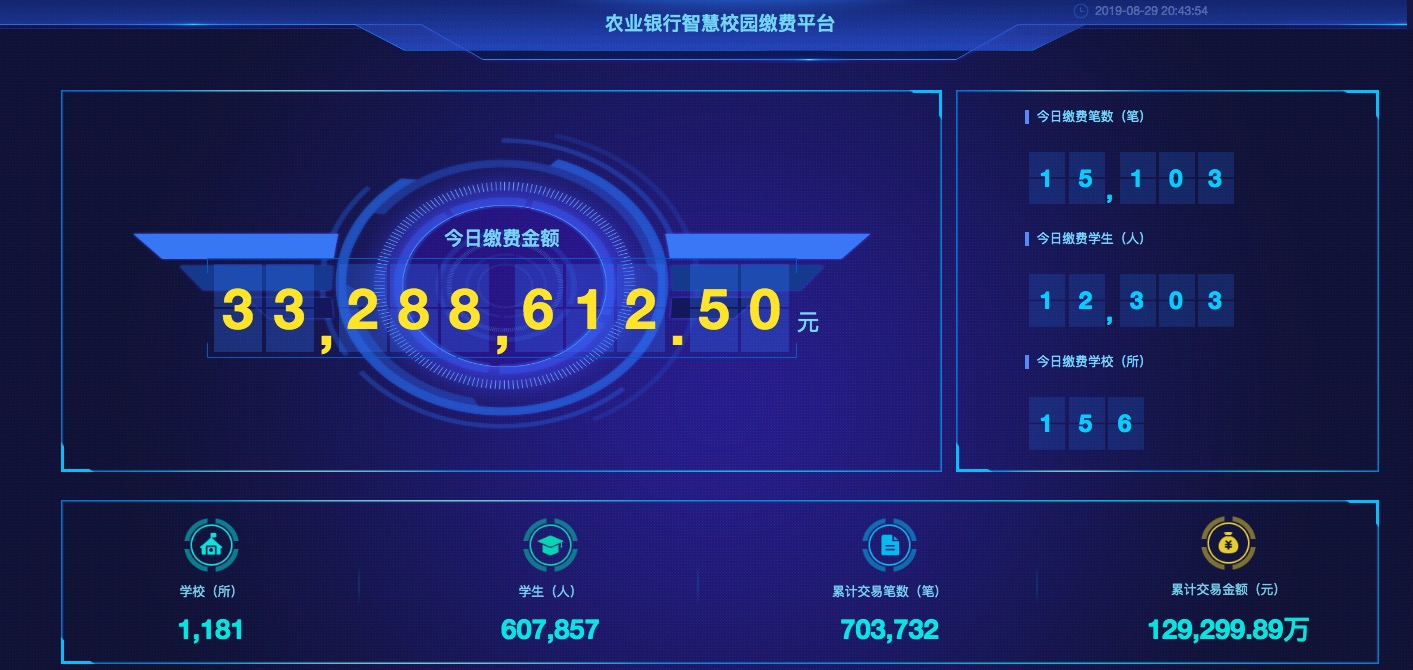 农业银行智慧校园缴费平台
2019-08-29 20:43:54
今日缴费金额
33,288,612.50 元
今日缴费笔数（笔）
15,103
今日缴费学生（人）
12,303
今日缴费学校（所）
156
学校（所）
1,181
学生（人）
607,857
累计交易笔数（笔）
703,732
累计交易金额（元）
129,299.89万